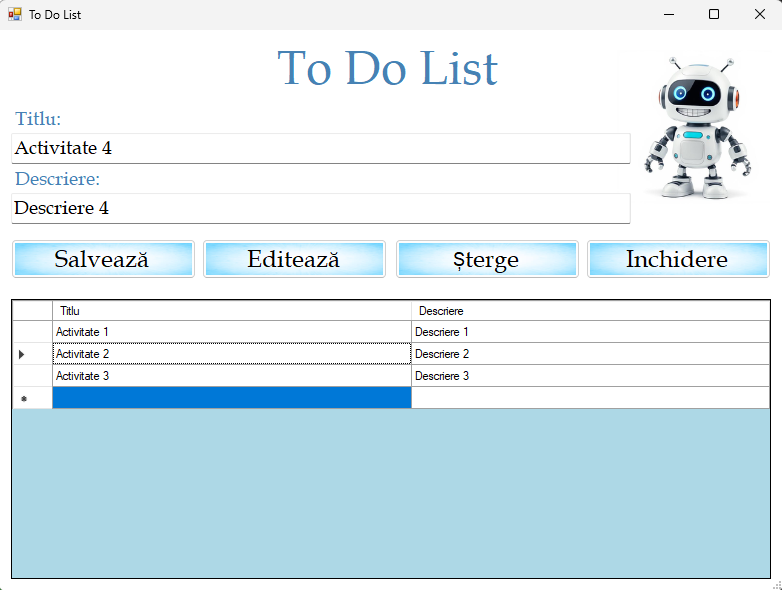 To Do List
To Do List
Titlu:
Activitate 4
Descriere:
Descriere 4
Salvează Editează Șterge Inchidere
Titlu Descriere
Activitate 1 Descriere 1
Activitate 2 Descriere 2
Activitate 3 Descriere 3